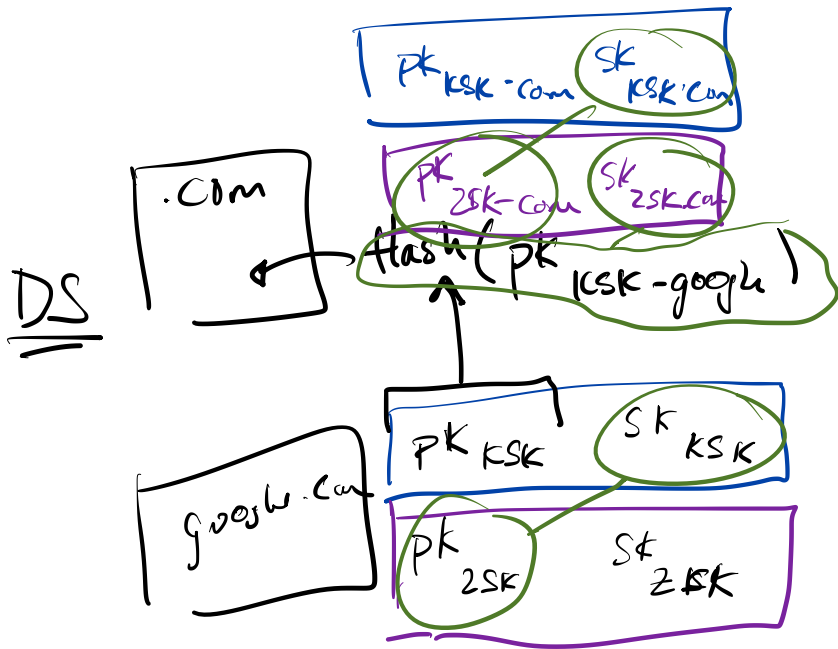 pk KSK-com sk KSK.com
.com
pk ZSK-com sk ZSK.com
Hash(pk KSK-google)
DS
pk KSK sk KSK
google.com
pk ZSK sk ZSK